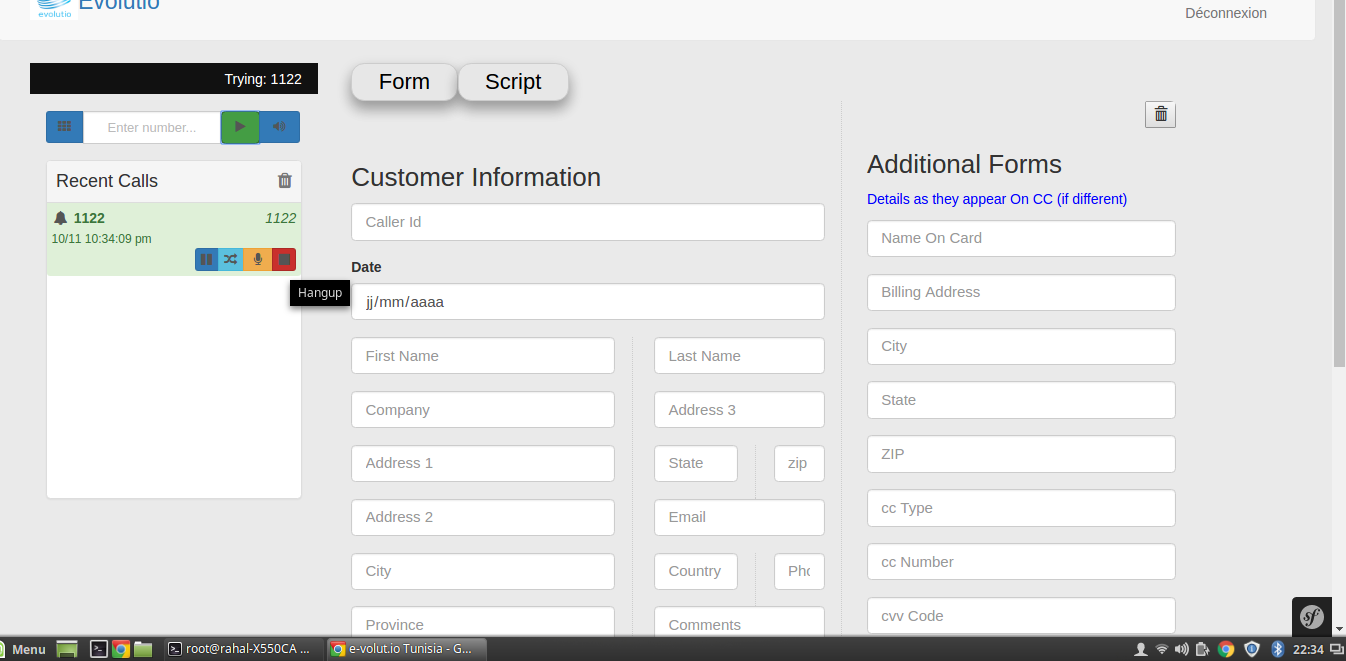 evolutio
Evolutio
Déconnexion
Trying: 1122
Enter number...
Recent Calls
1122
1122
10/11 10:34:09 pm
Hangup
Form
Script
Customer Information
Caller Id
Date
jj/mm/aaaa
First Name
Last Name
Company
Address 3
Address 1
State
zip
Address 2
Email
City
Country
Pho
Province
Comments
Additional Forms
Details as they appear On CC (if different)
Name On Card
Billing Address
City
State
ZIP
cc Type
cc Number
cvv Code
sf
Menu
root@rahal-X550CA ...
e-volut.io Tunisia - G...
22:34